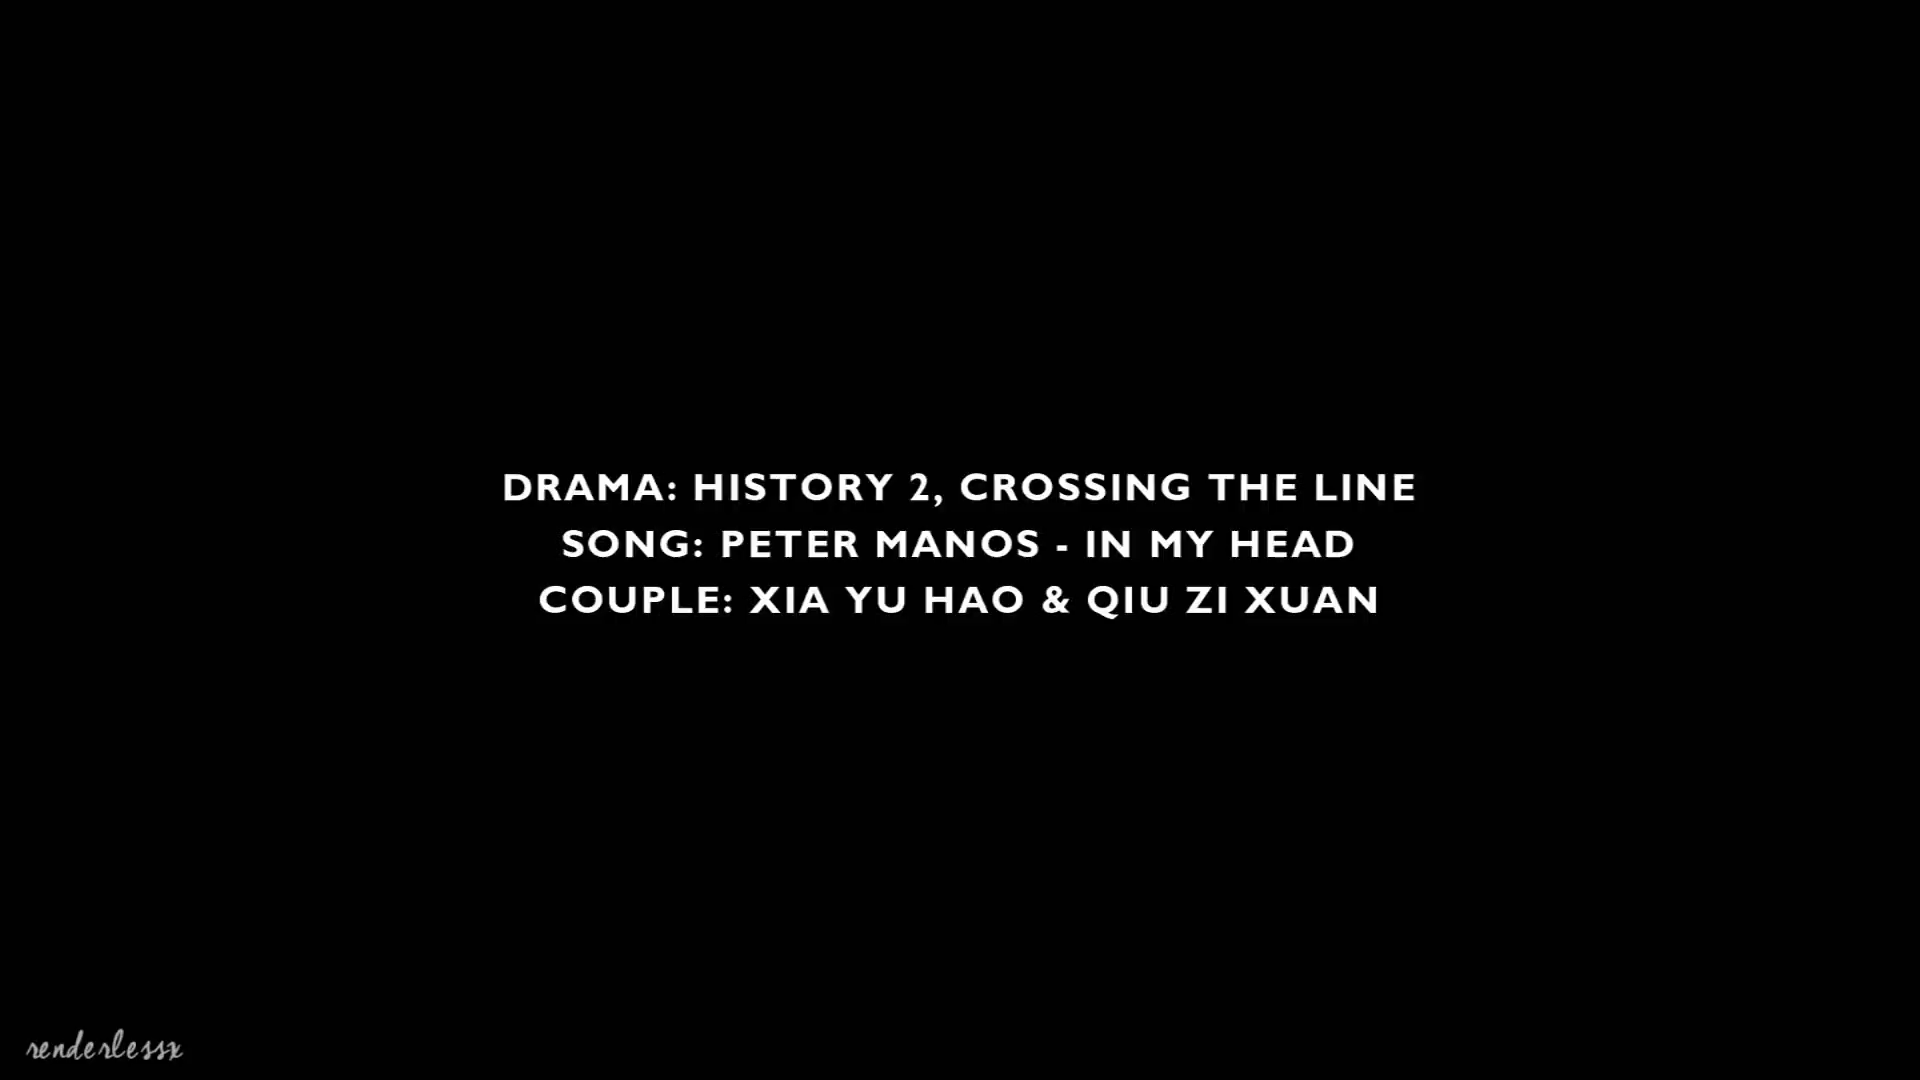 DRAMA: HISTORY 2, CROSSING THE LINE
SONG: PETER MANOS - IN MY HEAD
COUPLE: XIA YU HAO & QIU ZI XUAN
renderlessx